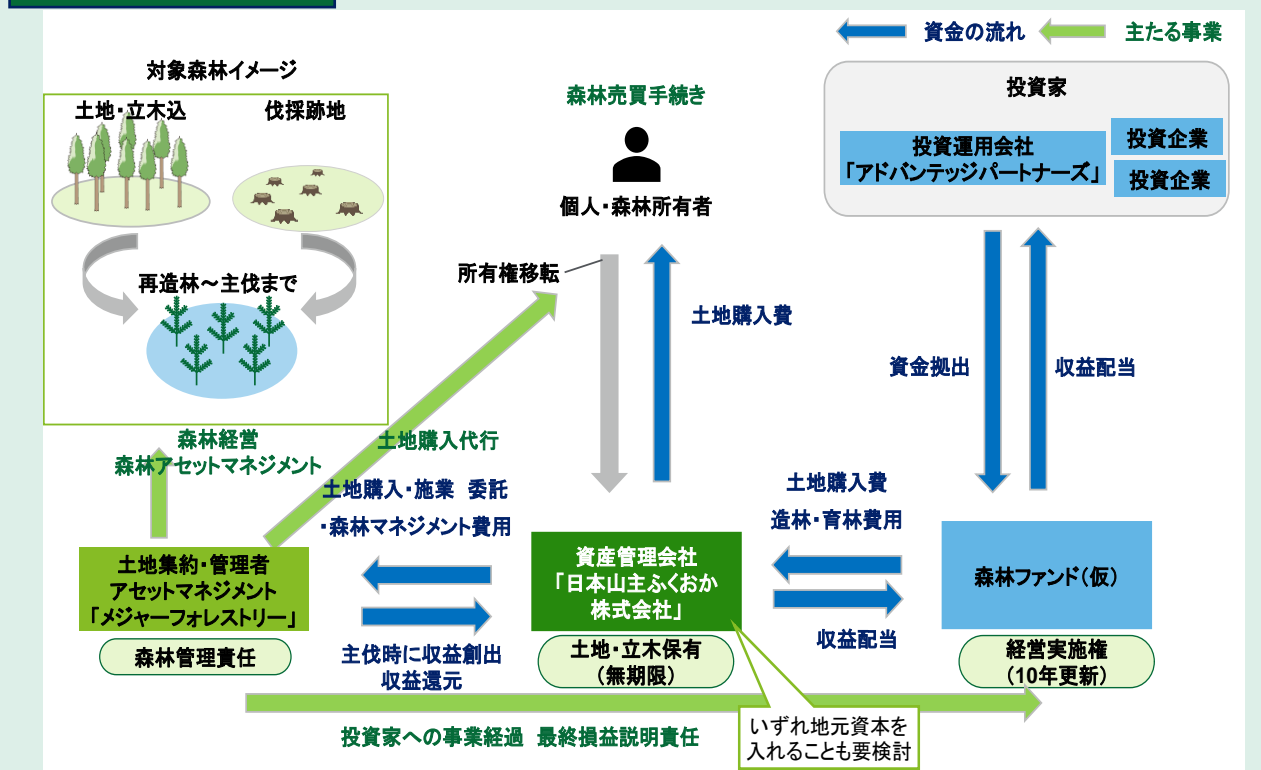 資金の流れ
主たる事業
対象森林イメージ
土地・立木込
伐採跡地
再造林～主伐まで
森林経営
森林アセットマネジメント
森林売買手続き
個人・森林所有者
所有権移転
土地購入費
土地購入代行
投資家
投資運用会社
「アドバンテッジパートナーズ」
投資企業
投資企業
資金拠出
収益配当
土地購入・施業 委託
・森林マネジメント費用
土地購入費
造林・育林費用
土地集約・管理者
アセットマネジメント
「メジャーフォレストリー」
森林管理責任
主伐時に収益創出
収益還元
資産管理会社
「日本山主ふくおか
株式会社」
土地・立木保有
(無期限)
収益配当
森林ファンド(仮)
経営実施権
(10年更新)
投資家への事業経過 最終損益説明責任
いずれ地元資本を
入れることも要検討